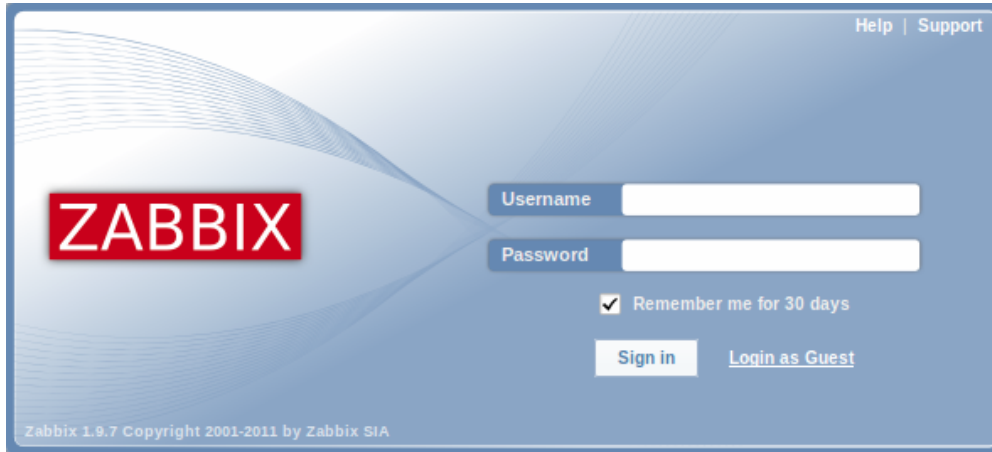 Help | Support
ZABBIX
Username
Password
Remember me for 30 days
Sign in Login as Guest
Zabbix 1.9.7 Copyright 2001-2011 by Zabbix SIA